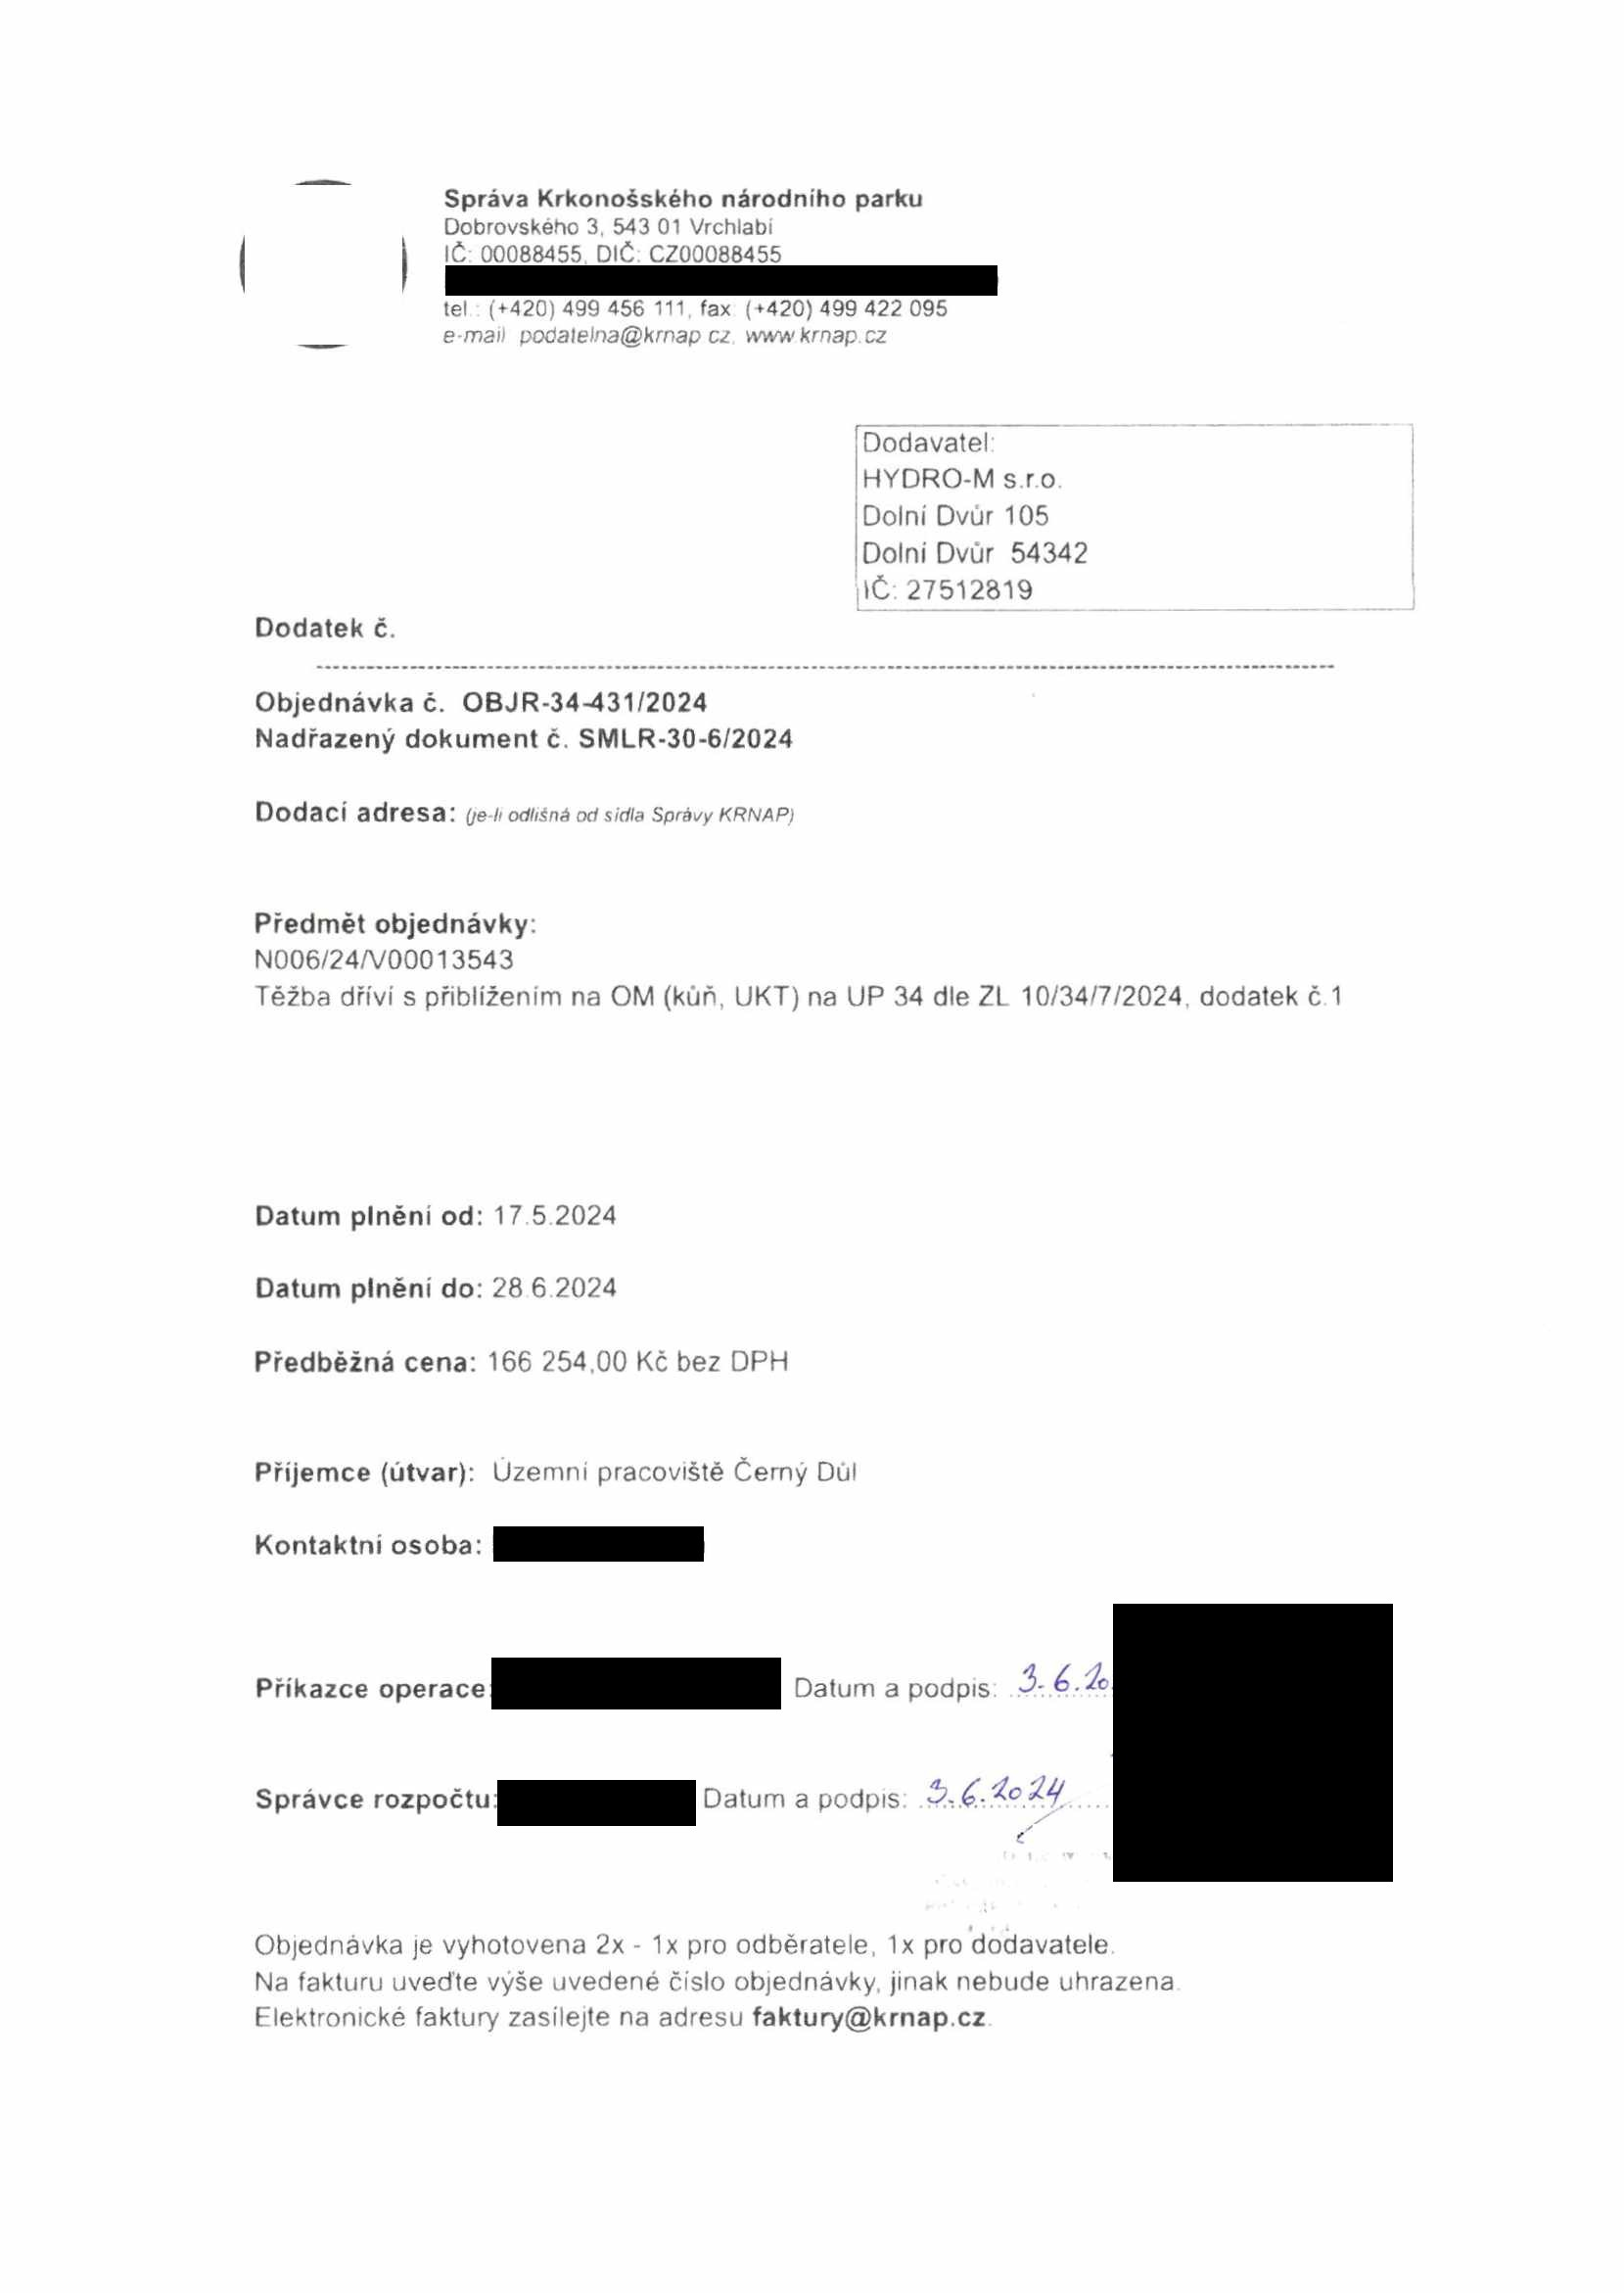 Správa Krkonošského národního parku
Dobrovského 3, 543 01 Vrchlabí
IČ: 00088455, DIČ: CZ00088455
tel.: (+420) 499 456 111, fax: (+420) 499 422 095
e-mail podatelna@krnap cz, www.krnap.cz
Dodavatel:
HYDRO-M s.r.o.
Dolní Dvůr 105
Dolní Dvůr 54342
IČ: 27512819
Dodatek č.
Objednávka č. OBJR-34-431/2024
Nadřazený dokument č. SMLR-30-6/2024
Dodací adresa: (je-li odlišná od sídla Správy KRNAP)
Předmět objednávky:
N006/24/V00013543
Těžba dříví s přiblížením na OM (kůň, UKT) na UP 34 dle ZL 10/34/7/2024, dodatek č.1
Datum plnění od: 17.5.2024
Datum plnění do: 28.6.2024
Předběžná cena: 166 254,00 Kč bez DPH
Příjemce (útvar): Územní pracoviště Černý Důl
Kontaktní osoba:
Příkazce operace: Datum a podpis: 3.6.20
Správce rozpočtu: Datum a podpis: 3.6.2024
Objednávka je vyhotovena 2x - 1x pro odběratele, 1x pro dodavatele.
Na fakturu uveďte výše uvedené číslo objednávky, jinak nebude uhrazena.
Elektronické faktury zasílejte na adresu faktury@krnap.cz.